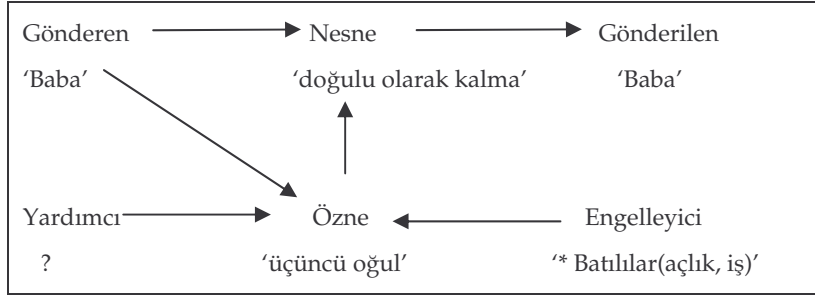 Gönderen Nesne Gönderilen
‘Baba’ ‘doğulu olarak kalma’ ‘Baba’
Yardımcı Özne Engelleyici
? ‘üçüncü oğul’ ‘* Batılılar(açlık, iş)’